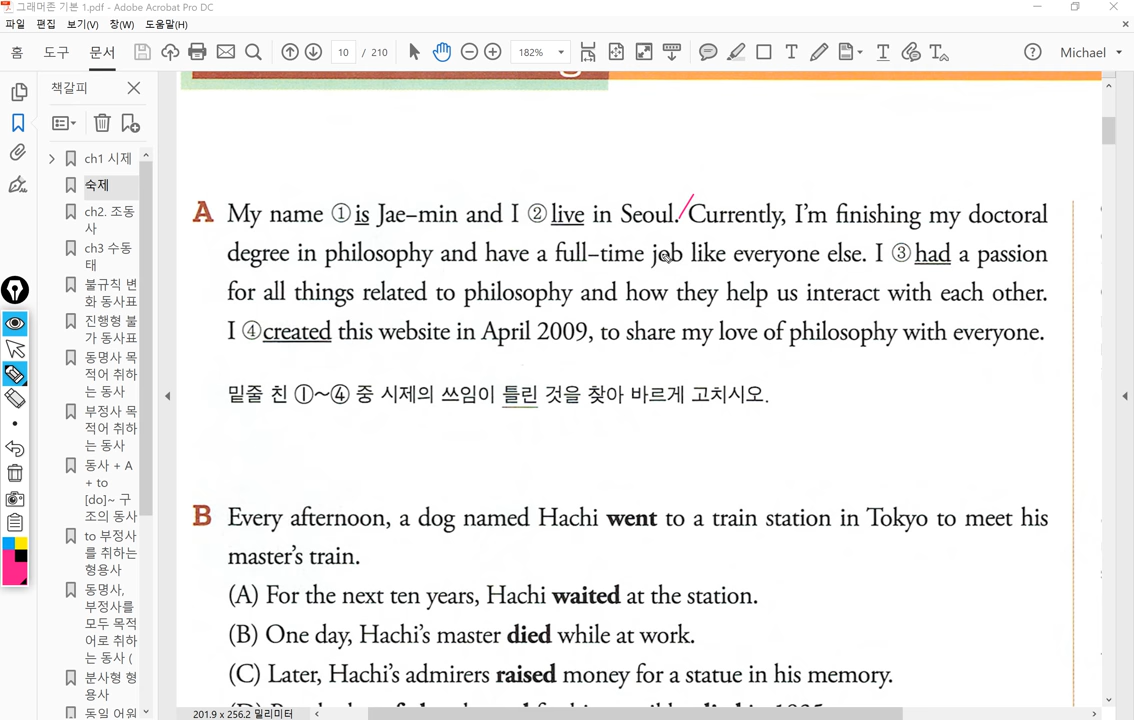 그래머존 기본 1.pdf - Adobe Acrobat Pro DC
파일 편집 보기(V) 창(W) 도움말(H)
홈 도구 문서 10 / 210 182% Michael
책갈피
ch1 시제
숙제
ch2. 조동
사
ch3 수동
태
불규칙 변
화 동사표
진행형 불
가 동사표
동명사 목
적어 취하
는 동사
부정사 목
적어 취하
는 동사
동사 + A
+ to
[do]~ 구
조의 동사
to 부정사
를 취하는
형용사
동명사,
부정사를
모두 목적
어로 취하
는 동사 (
분사형 형
용사
동일 어원
A My name ①is Jae–min and I ②live in Seoul. Currently, I’m finishing my doctoral
degree in philosophy and have a full–time job like everyone else. I ③had a passion
for all things related to philosophy and how they help us interact with each other.
I ④created this website in April 2009, to share my love of philosophy with everyone.
밑줄 친 ①~④ 중 시제의 쓰임이 틀린 것을 찾아 바르게 고치시오.
B Every afternoon, a dog named Hachi went to a train station in Tokyo to meet his
master’s train.
(A) For the next ten years, Hachi waited at the station.
(B) One day, Hachi’s master died while at work.
(C) Later, Hachi’s admirers raised money for a statue in his memory.
201.9 x 256.2 밀리미터